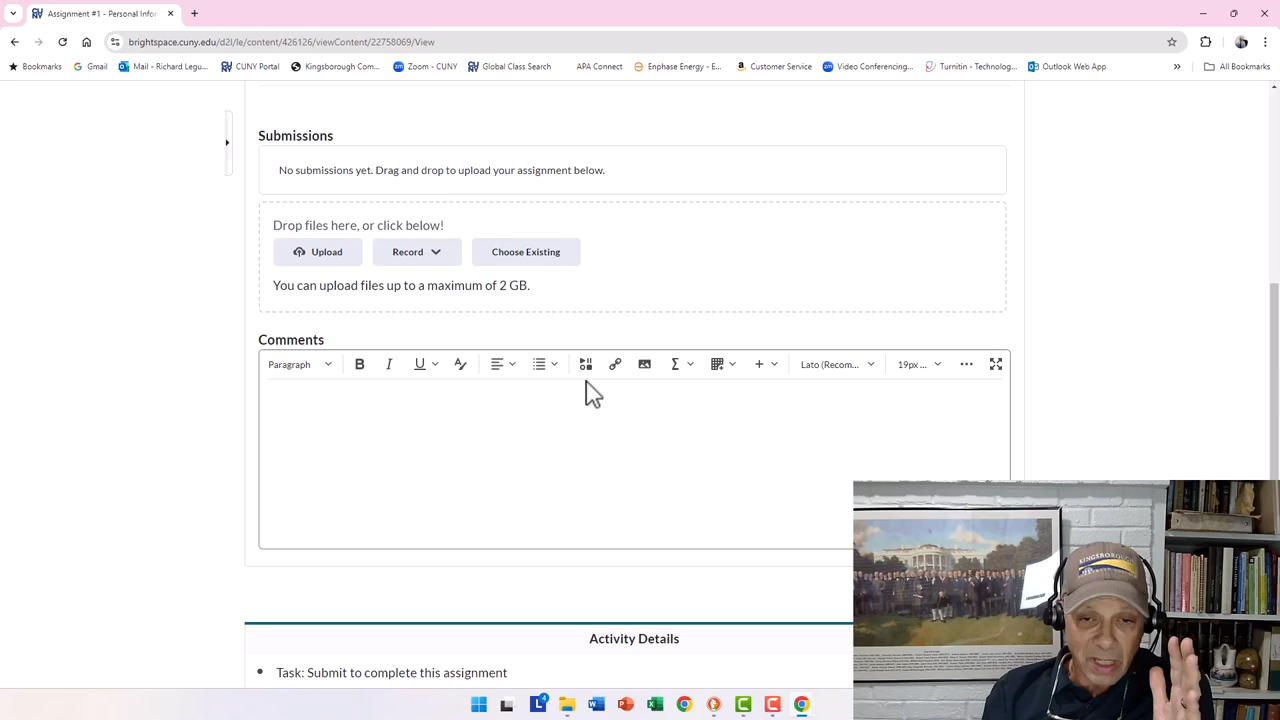 Assignment #1 - Personal Infor
brightspace.cuny.edu/d2l/le/content/426126/viewContent/22758069/View
Bookmarks Gmail Mail - Richard Legu... CUNY Portal Kingsborough Com... Zoom - CUNY Global Class Search APA Connect Enphase Energy - E... Customer Service Video Conferencing... Turnitin - Technolog... Outlook Web App » All Bookmarks
Submissions
No submissions yet. Drag and drop to upload your assignment below.
Drop files here, or click below!
Upload Record Choose Existing
You can upload files up to a maximum of 2 GB.
Comments
Paragraph B I U Lato (Recom... 19px ...
Activity Details
Task: Submit to complete this assignment
KINGSBOROUGH